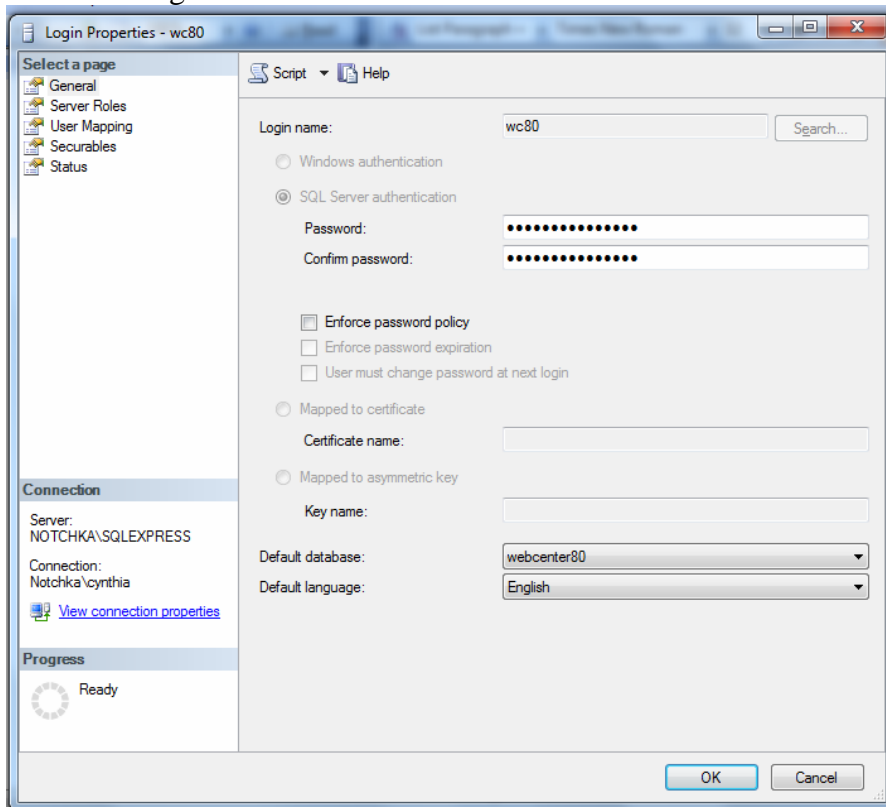 Login Properties - wc80
Select a page
General
Server Roles
User Mapping
Securables
Status
Script Help
Login name: wc80 Search...
Windows authentication
SQL Server authentication
Password: ●●●●●●●●●●●●●●●
Confirm password: ●●●●●●●●●●●●●●●
Enforce password policy
Enforce password expiration
User must change password at next login
Mapped to certificate
Certificate name:
Mapped to asymmetric key
Key name:
Default database: webcenter80
Default language: English
Connection
Server:
NOTCHKA\SQLEXPRESS
Connection:
Notchka\cynthia
View connection properties
Progress
Ready
OK Cancel